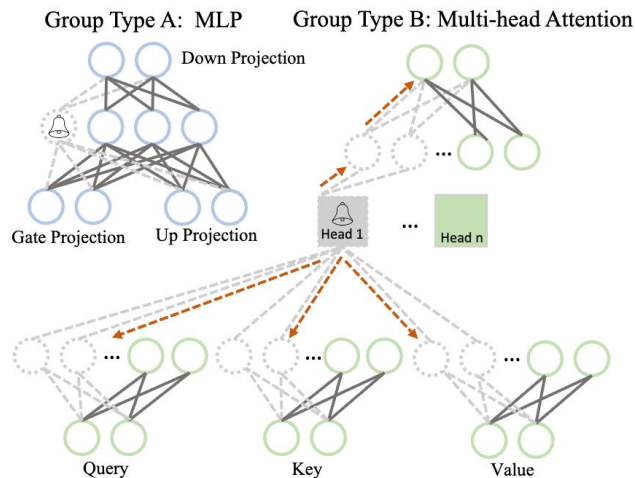 Group Type A: MLP
Group Type B: Multi-head Attention
Down Projection
...
Gate Projection
Up Projection
Head 1
...
Head n
...
...
...
Query
Key
Value